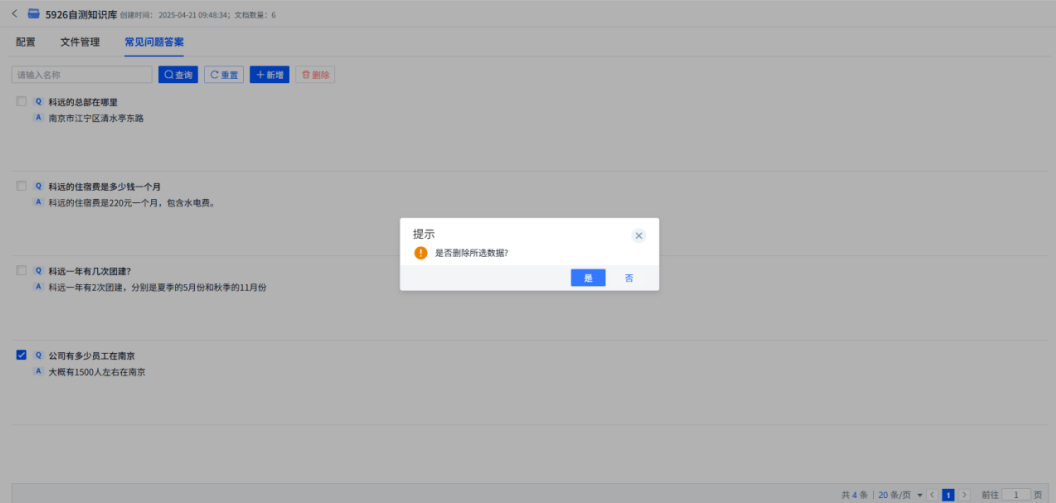 5926自测知识库 创建时间： 2025-04-21 09:48:34；文档数量：6
配置 文件管理 常见问题答案
请输入名称 查询 重置 新增 删除
Q 科远的总部在哪里
A 南京市江宁区清水亭东路
Q 科远的住宿费是多少钱一个月
A 科远的住宿费是220元一个月，包含水电费。
提示
! 是否删除所选数据?
是 否
Q 科远一年有几次团建?
A 科远一年有2次团建，分别是夏季的5月份和秋季的11月份
Q 公司有多少员工在南京
A 大概有1500人左右在南京
共 4 条 20 条/页 1 前往 1 页